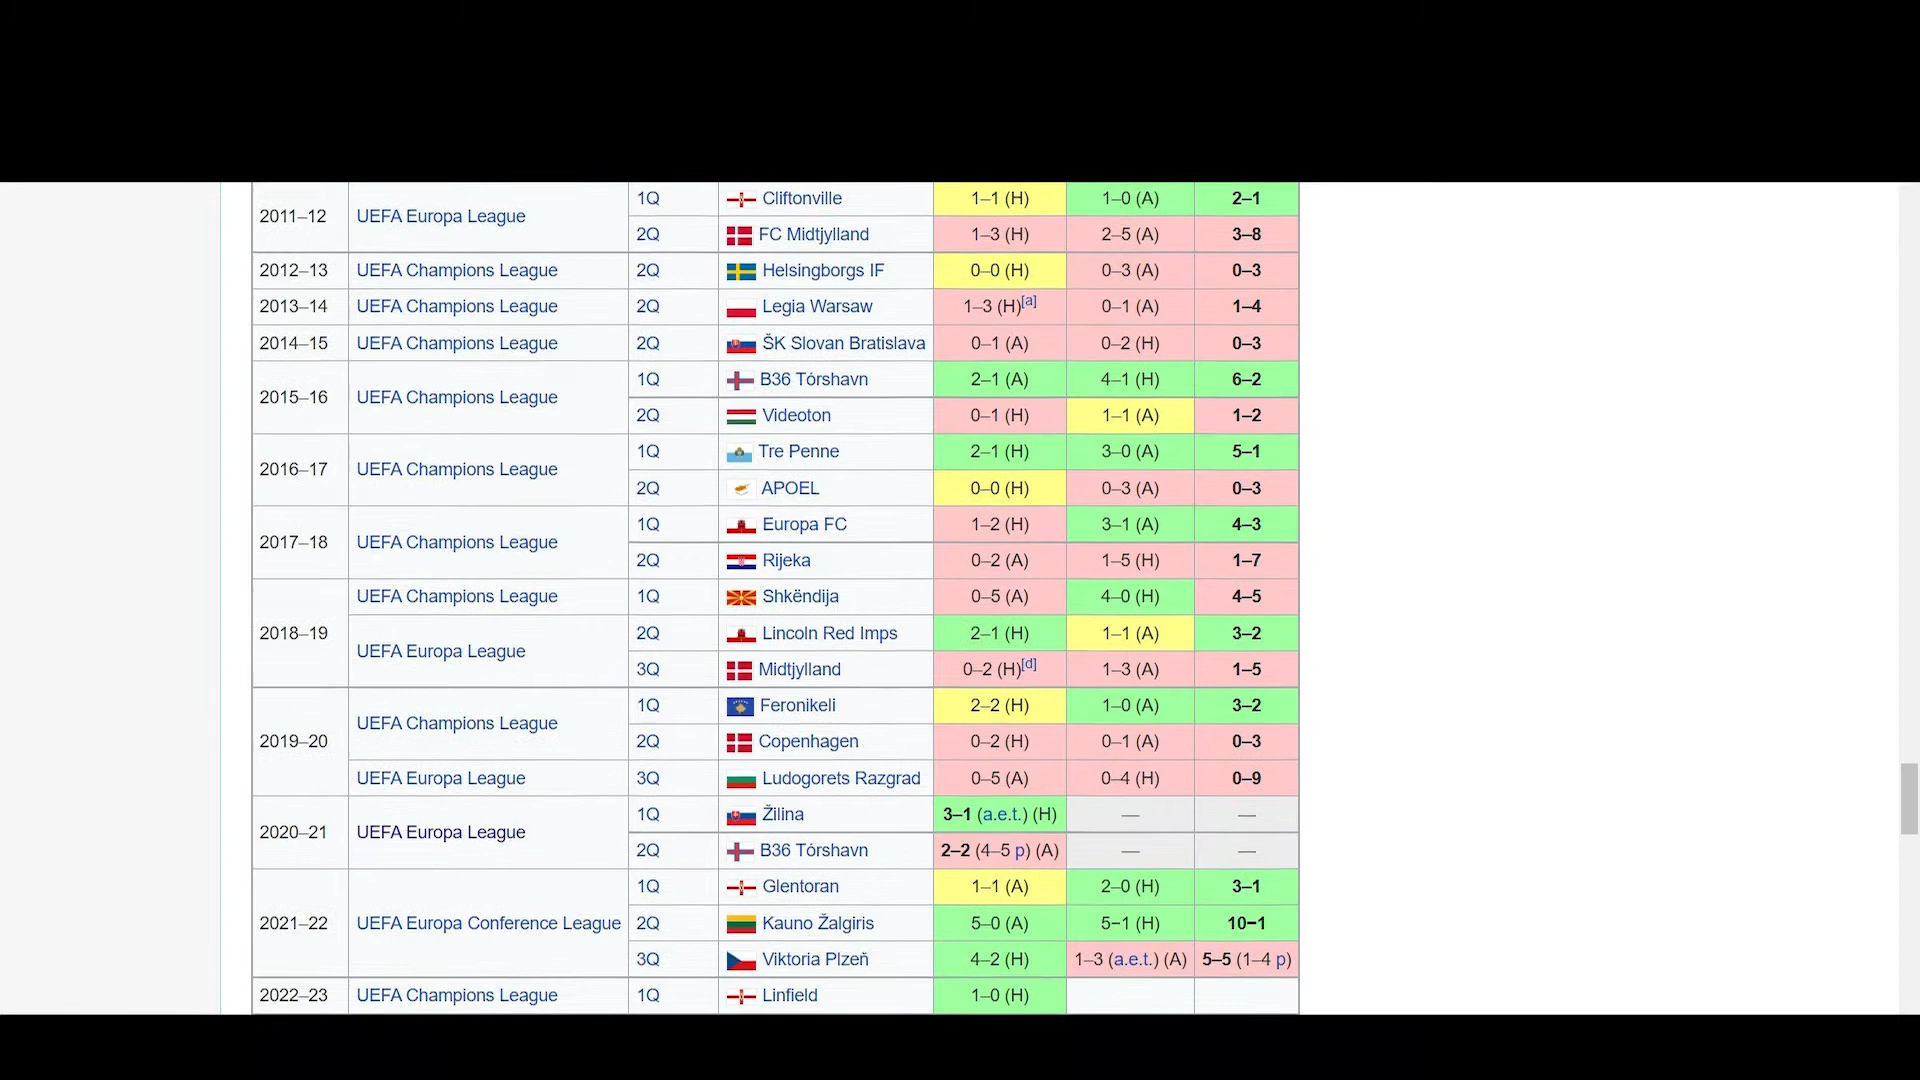 1Q Cliftonville 1–1 (H) 1–0 (A) 2–1
2011–12 UEFA Europa League
2Q FC Midtjylland 1–3 (H) 2–5 (A) 3–8
2012–13 UEFA Champions League 2Q Helsingborgs IF 0–0 (H) 0–3 (A) 0–3
2013–14 UEFA Champions League 2Q Legia Warsaw 1–3 (H)[a] 0–1 (A) 1–4
2014–15 UEFA Champions League 2Q ŠK Slovan Bratislava 0–1 (A) 0–2 (H) 0–3
1Q B36 Tórshavn 2–1 (A) 4–1 (H) 6–2
2015–16 UEFA Champions League
2Q Videoton 0–1 (H) 1–1 (A) 1–2
1Q Tre Penne 2–1 (H) 3–0 (A) 5–1
2016–17 UEFA Champions League
2Q APOEL 0–0 (H) 0–3 (A) 0–3
1Q Europa FC 1–2 (H) 3–1 (A) 4–3
2017–18 UEFA Champions League
2Q Rijeka 0–2 (A) 1–5 (H) 1–7
UEFA Champions League 1Q Shkëndija 0–5 (A) 4–0 (H) 4–5
2018–19
2Q Lincoln Red Imps 2–1 (H) 1–1 (A) 3–2
UEFA Europa League
3Q Midtjylland 0–2 (H)[d] 1–3 (A) 1–5
1Q Feronikeli 2–2 (H) 1–0 (A) 3–2
UEFA Champions League
2019–20
2Q Copenhagen 0–2 (H) 0–1 (A) 0–3
UEFA Europa League 3Q Ludogorets Razgrad 0–5 (A) 0–4 (H) 0–9
1Q Žilina 3–1 (a.e.t.) (H) — —
2020–21 UEFA Europa League
2Q B36 Tórshavn 2–2 (4–5 p) (A) — —
1Q Glentoran 1–1 (A) 2–0 (H) 3–1
2021–22 UEFA Europa Conference League 2Q Kauno Žalgiris 5–0 (A) 5−1 (H) 10−1
3Q Viktoria Plzeň 4–2 (H) 1–3 (a.e.t.) (A) 5–5 (1–4 p)
2022–23 UEFA Champions League 1Q Linfield 1–0 (H)